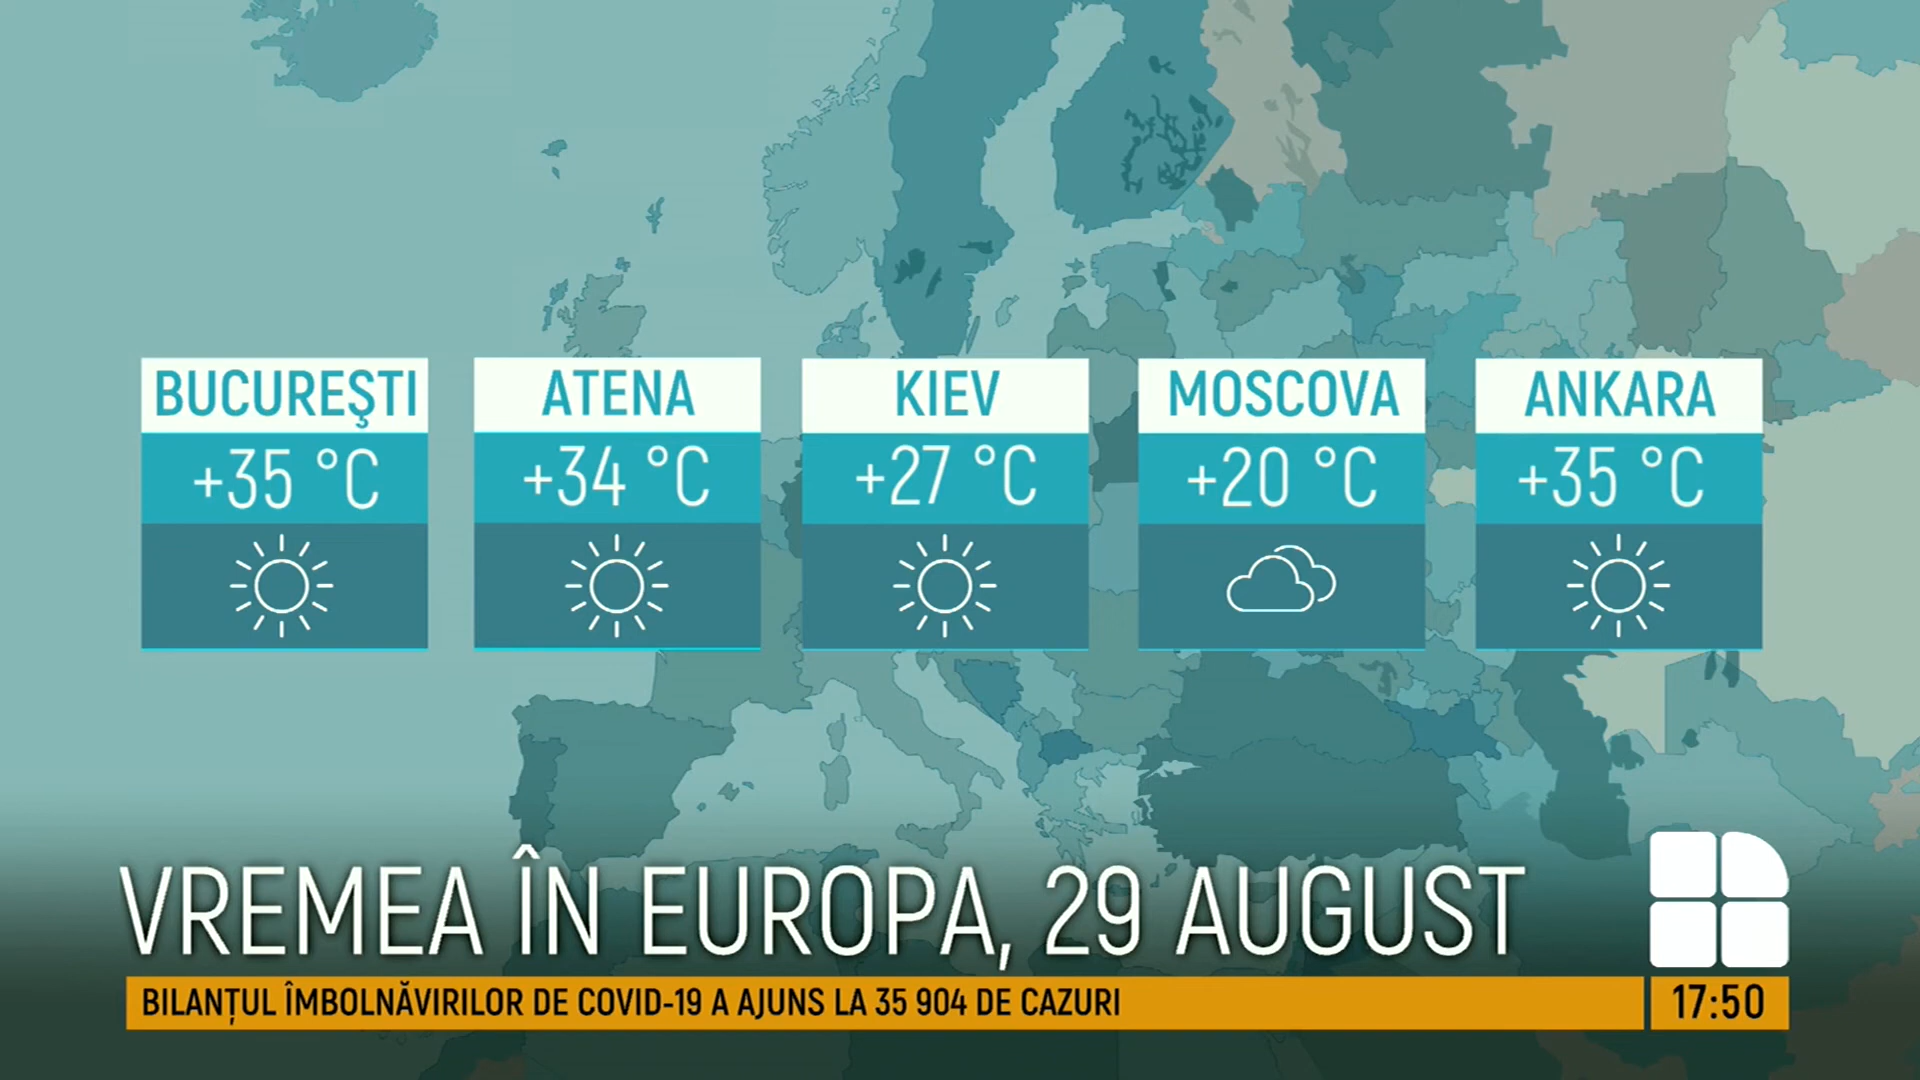 BUCUREŞTI
+35 °C
ATENA
+34 °C
KIEV
+27 °C
MOSCOVA
+20 °C
ANKARA
+35 °C
VREMEA ÎN EUROPA, 29 AUGUST
BILANȚUL ÎMBOLNĂVIRILOR DE COVID-19 A AJUNS LA 35 904 DE CAZURI
17:50